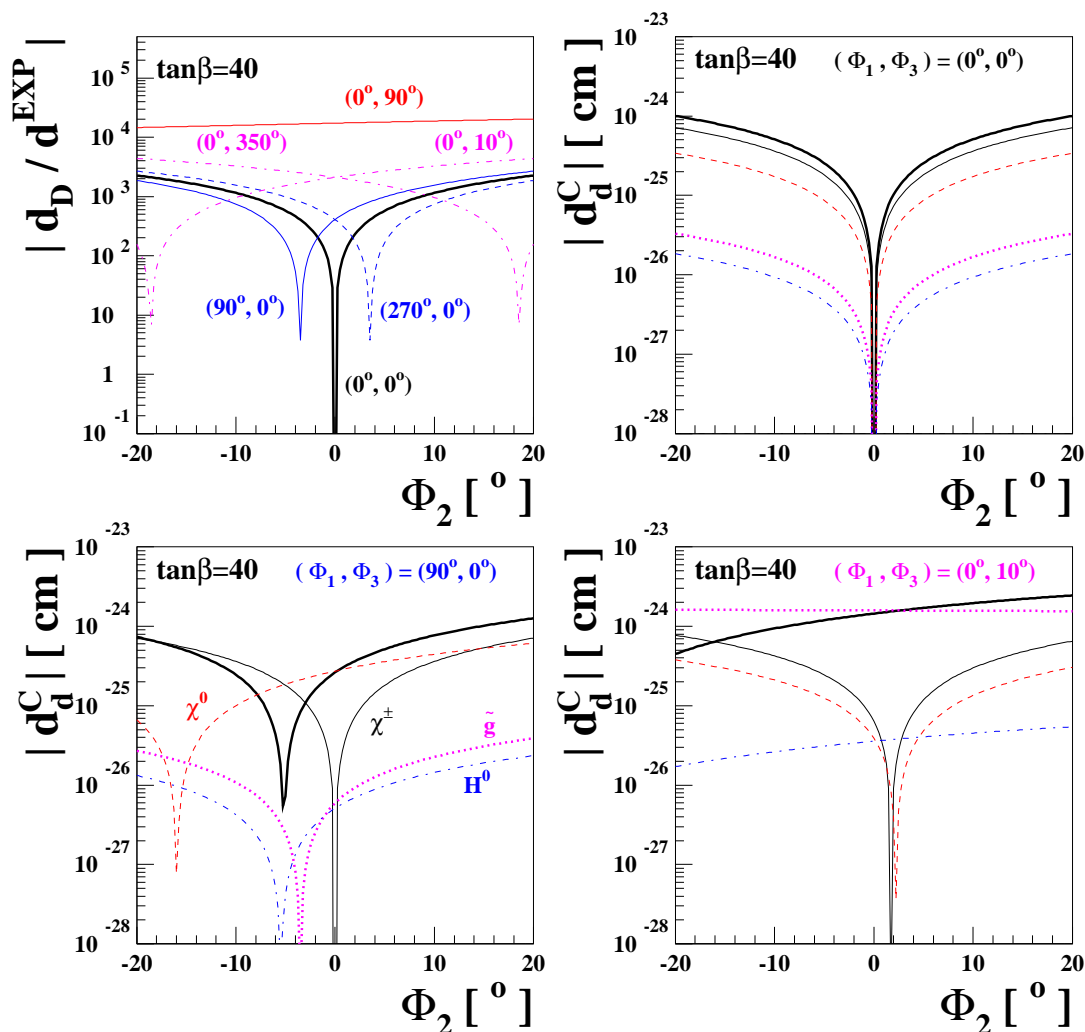 | d_D / d^EXP |
tanβ=40
(0°, 90°)
(0°, 350°)
(0°, 10°)
(90°, 0°)
(270°, 0°)
(0°, 0°)
10^5
10^4
10^3
10^2
10
1
10^-1
-20 -10 0 10 20
Φ_2 [ ° ]
| d_d^C | [ cm ]
tanβ=40 ( Φ_1 , Φ_3 ) = (0°, 0°)
10^-23
10^-24
10^-25
10^-26
10^-27
10^-28
-20 -10 0 10 20
Φ_2 [ ° ]
| d_d^C | [ cm ]
tanβ=40 ( Φ_1 , Φ_3 ) = (90°, 0°)
χ^0
χ^±
g̃
H^0
10^-23
10^-24
10^-25
10^-26
10^-27
10^-28
-20 -10 0 10 20
Φ_2 [ ° ]
| d_d^C | [ cm ]
tanβ=40 ( Φ_1 , Φ_3 ) = (0°, 10°)
10^-23
10^-24
10^-25
10^-26
10^-27
10^-28
-20 -10 0 10 20
Φ_2 [ ° ]